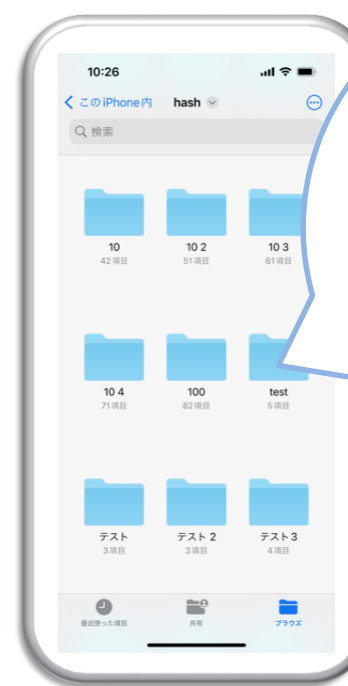 10:26
このiPhone内 hash
検索
10 10 2 10 3
42項目 51項目 61項目
10 4 100 test
71項目 82項目 5項目
テスト テスト 2 テスト 3
3項目 3項目 4項目
最近使った項目 共有 ブラウズ